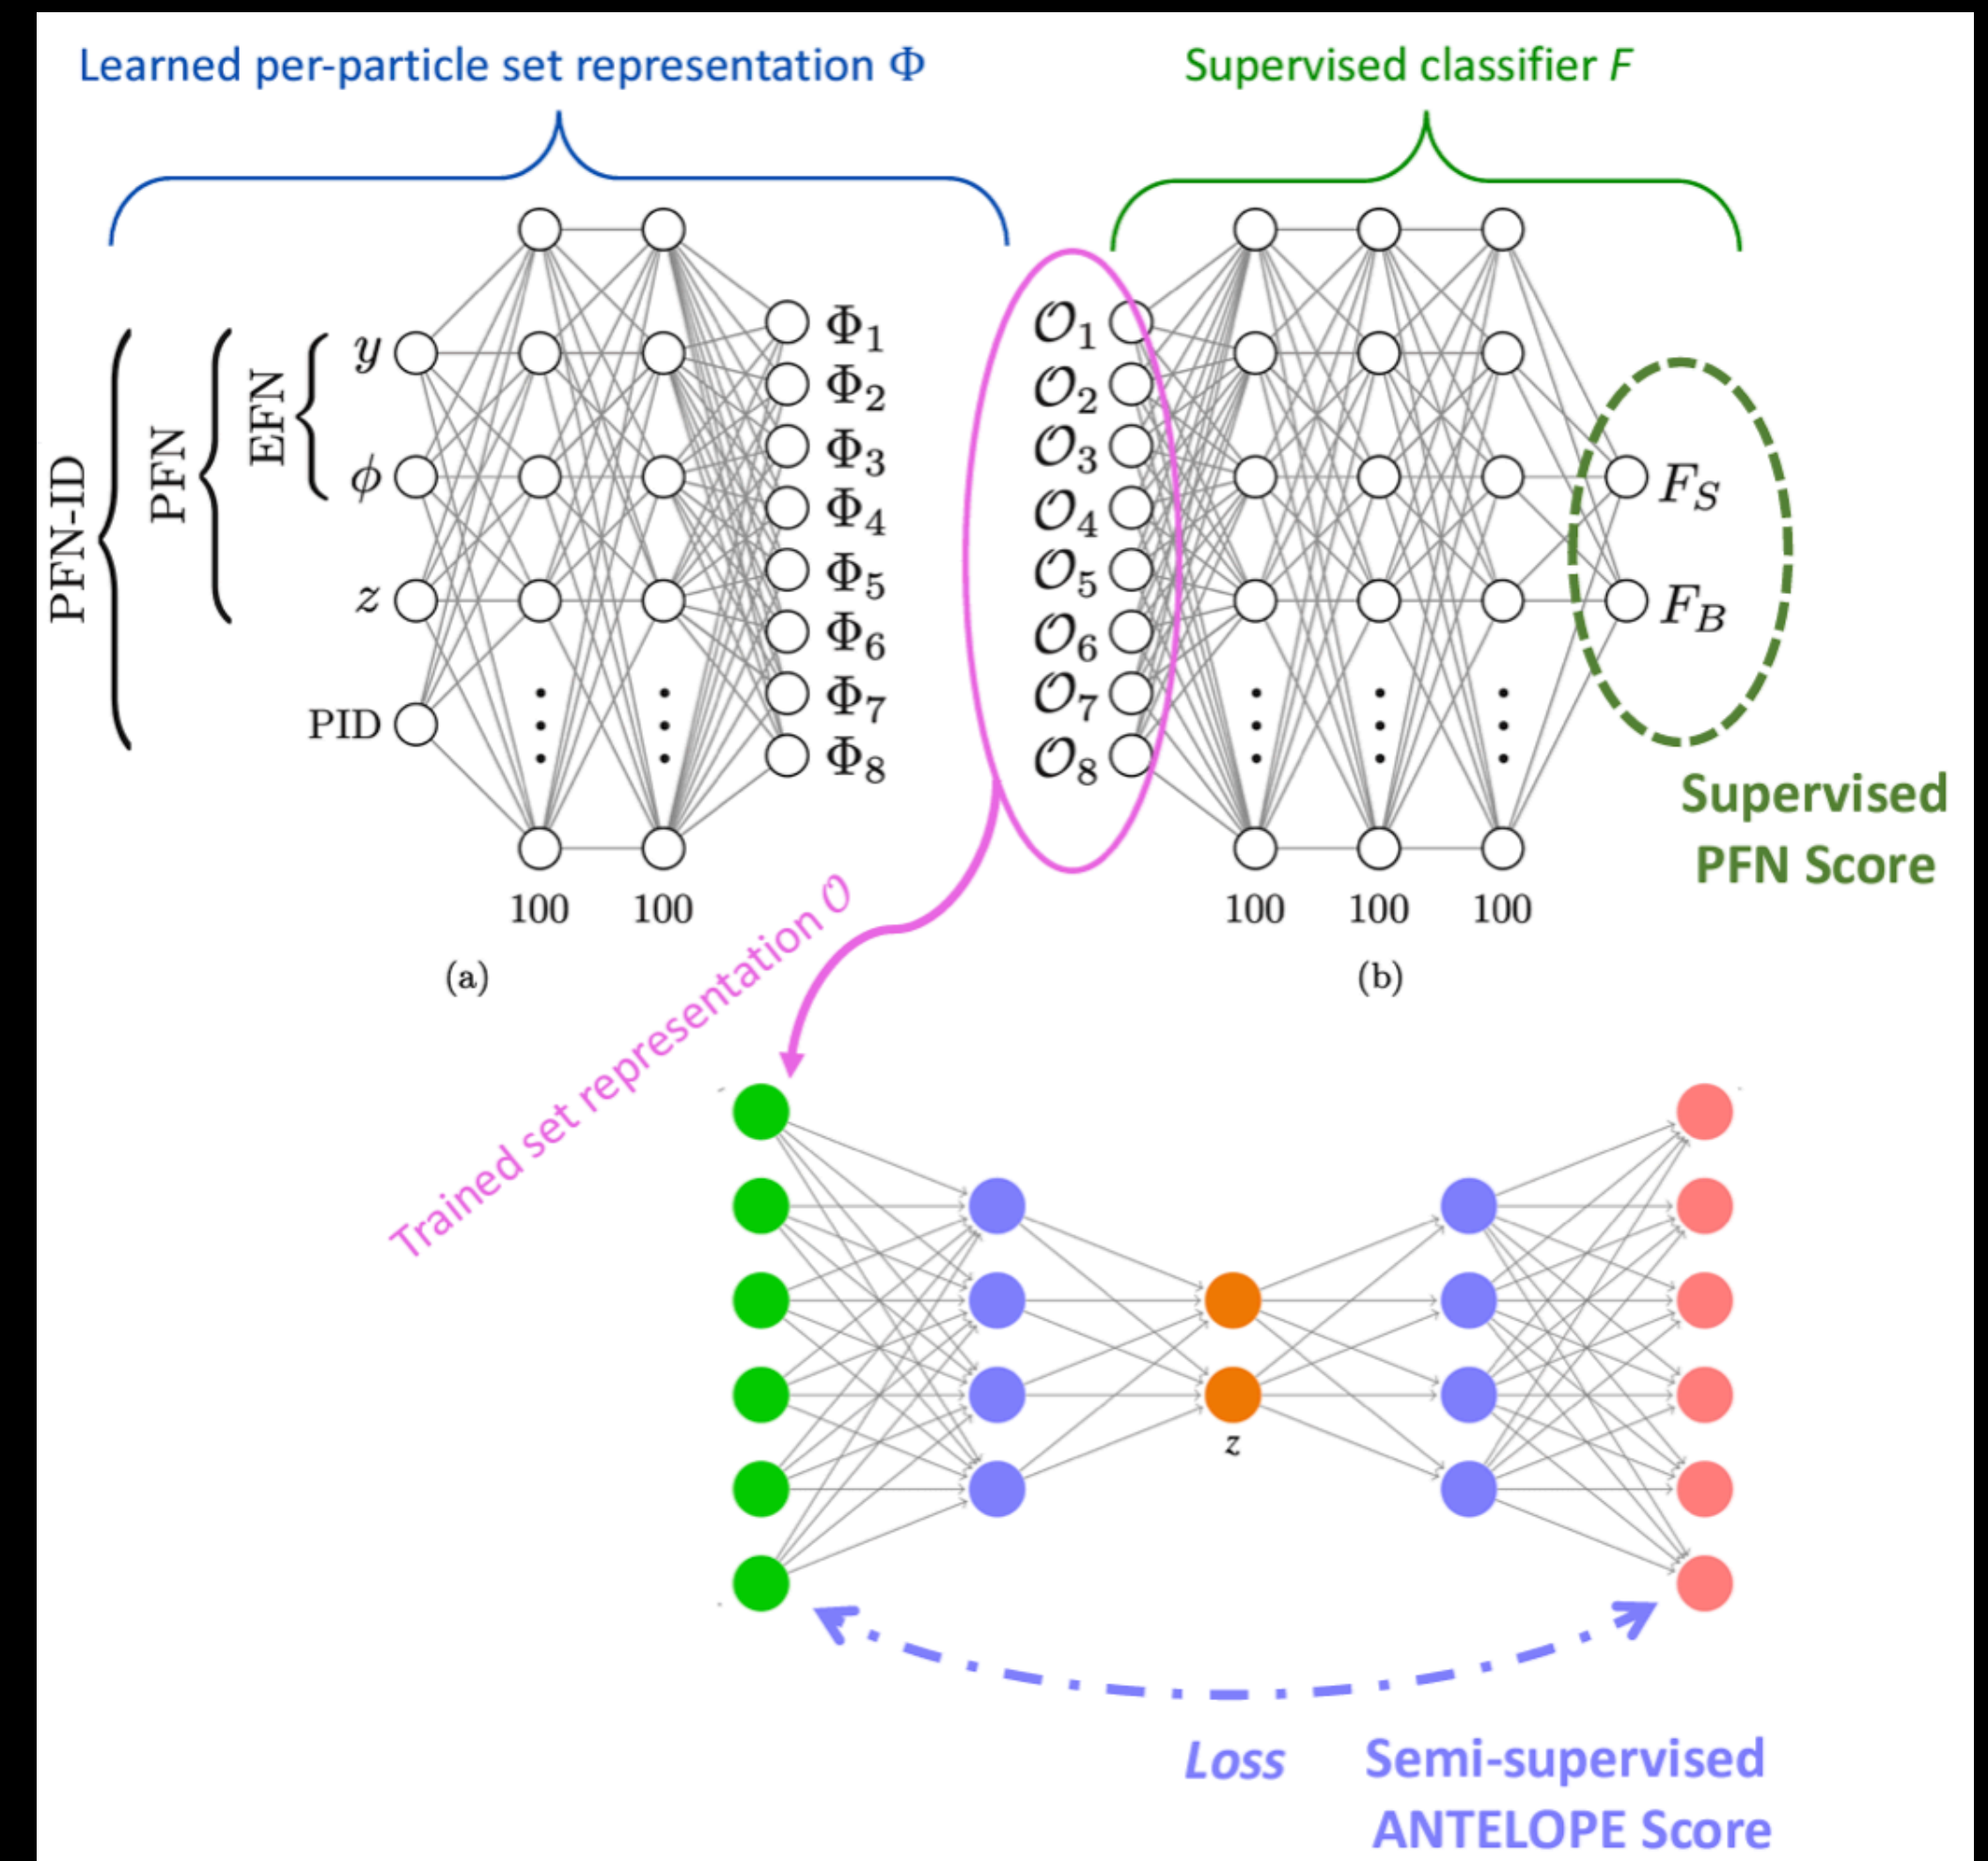 Learned per-particle set representation Φ
Supervised classifier F
PFN-ID
PFN
EFN
y
ϕ
z
PID
Φ₁
Φ₂
Φ₃
Φ₄
Φ₅
Φ₆
Φ₇
Φ₈
100 100
(a)
𝒪₁
𝒪₂
𝒪₃
𝒪₄
𝒪₅
𝒪₆
𝒪₇
𝒪₈
F_S
F_B
100 100 100
(b)
Supervised
PFN Score
Trained set representation 𝒪
z
Loss
Semi-supervised
ANTELOPE Score